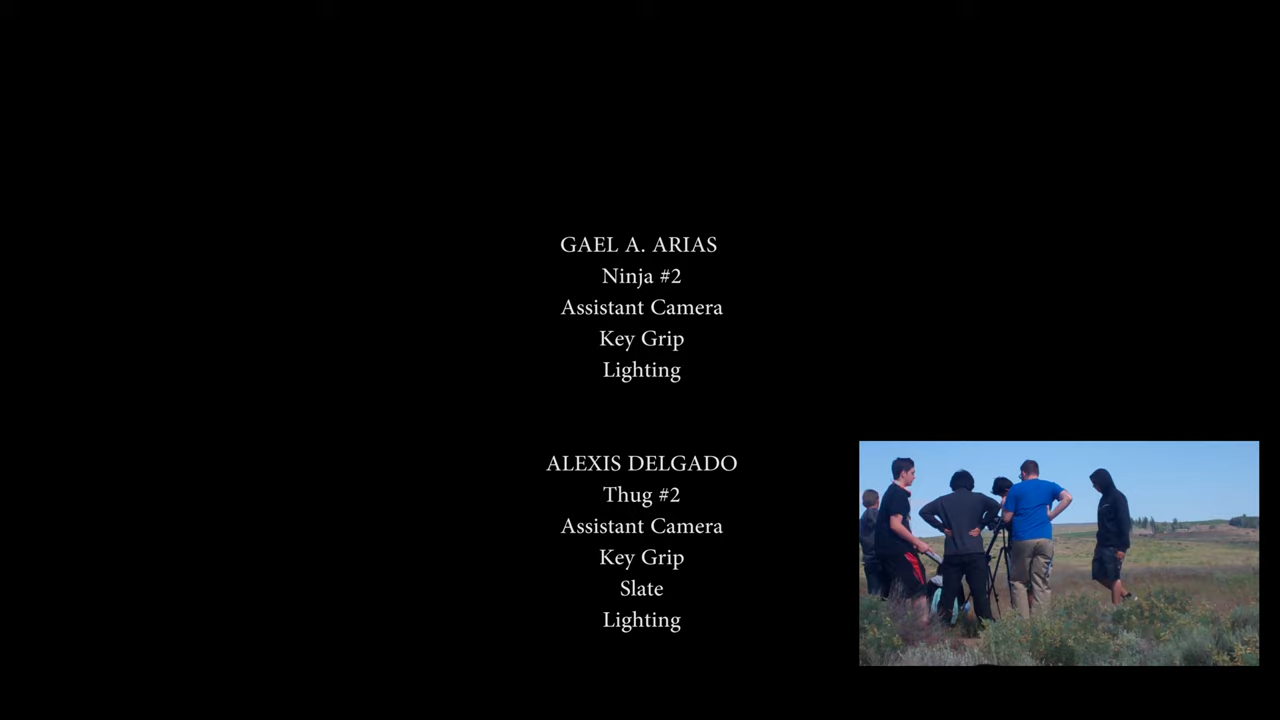 GAEL A. ARIAS
Ninja #2
Assistant Camera
Key Grip
Lighting
ALEXIS DELGADO
Thug #2
Assistant Camera
Key Grip
Slate
Lighting